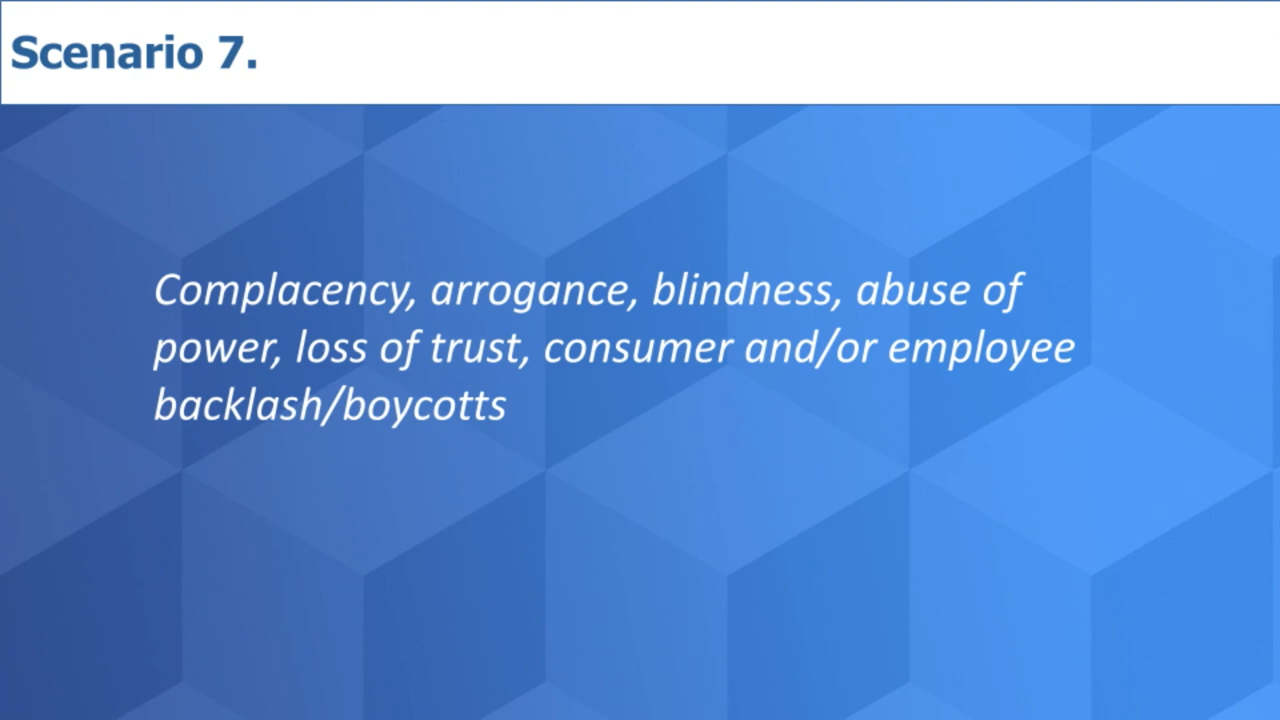 Scenario 7.
Complacency, arrogance, blindness, abuse of
power, loss of trust, consumer and/or employee
backlash/boycotts